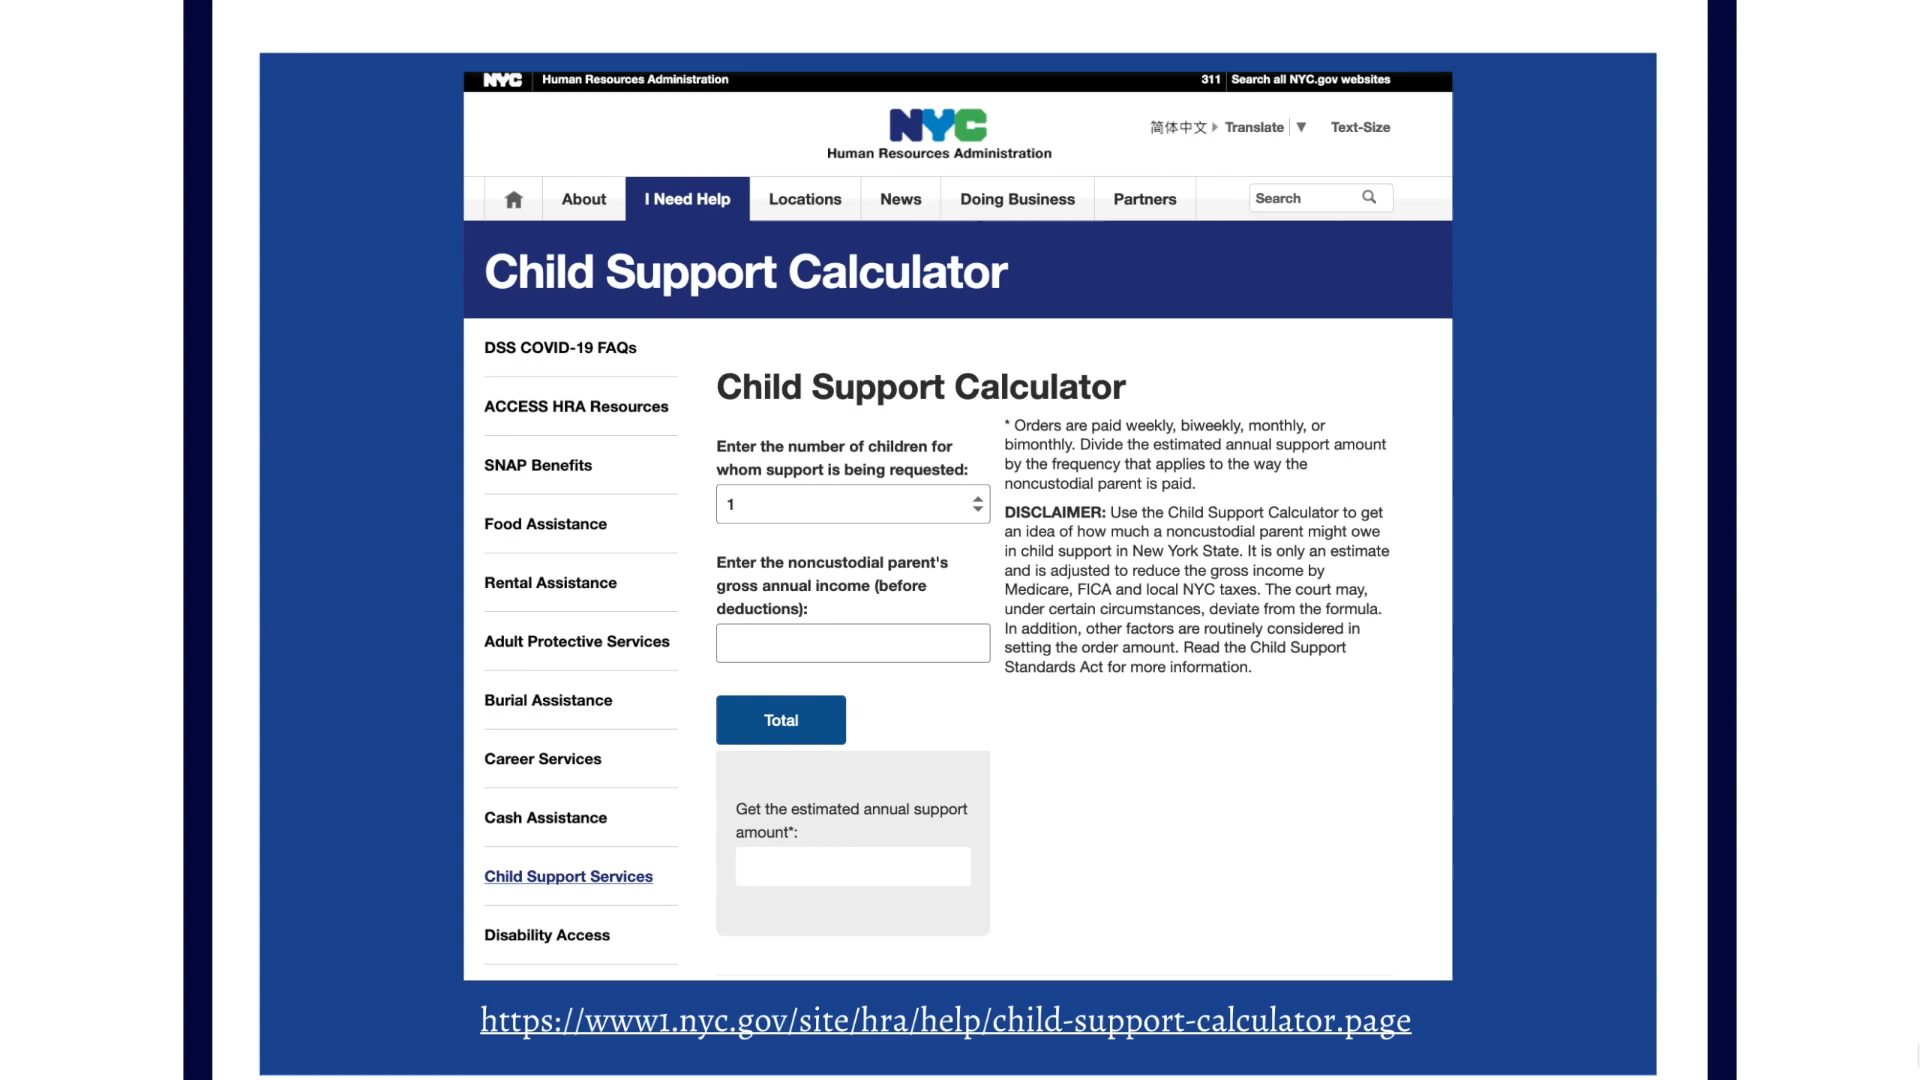 NYC Human Resources Administration 311 Search all NYC.gov websites
NYC
Human Resources Administration
简体中文 Translate ▼ Text-Size
About I Need Help Locations News Doing Business Partners Search
Child Support Calculator
DSS COVID-19 FAQs
ACCESS HRA Resources
SNAP Benefits
Food Assistance
Rental Assistance
Adult Protective Services
Burial Assistance
Career Services
Cash Assistance
Child Support Services
Disability Access
Child Support Calculator
Enter the number of children for
whom support is being requested:
1
Enter the noncustodial parent's
gross annual income (before
deductions):
Total
Get the estimated annual support
amount*:
* Orders are paid weekly, biweekly, monthly, or
bimonthly. Divide the estimated annual support amount
by the frequency that applies to the way the
noncustodial parent is paid.
DISCLAIMER: Use the Child Support Calculator to get
an idea of how much a noncustodial parent might owe
in child support in New York State. It is only an estimate
and is adjusted to reduce the gross income by
Medicare, FICA and local NYC taxes. The court may,
under certain circumstances, deviate from the formula.
In addition, other factors are routinely considered in
setting the order amount. Read the Child Support
Standards Act for more information.
https://www1.nyc.gov/site/hra/help/child-support-calculator.page